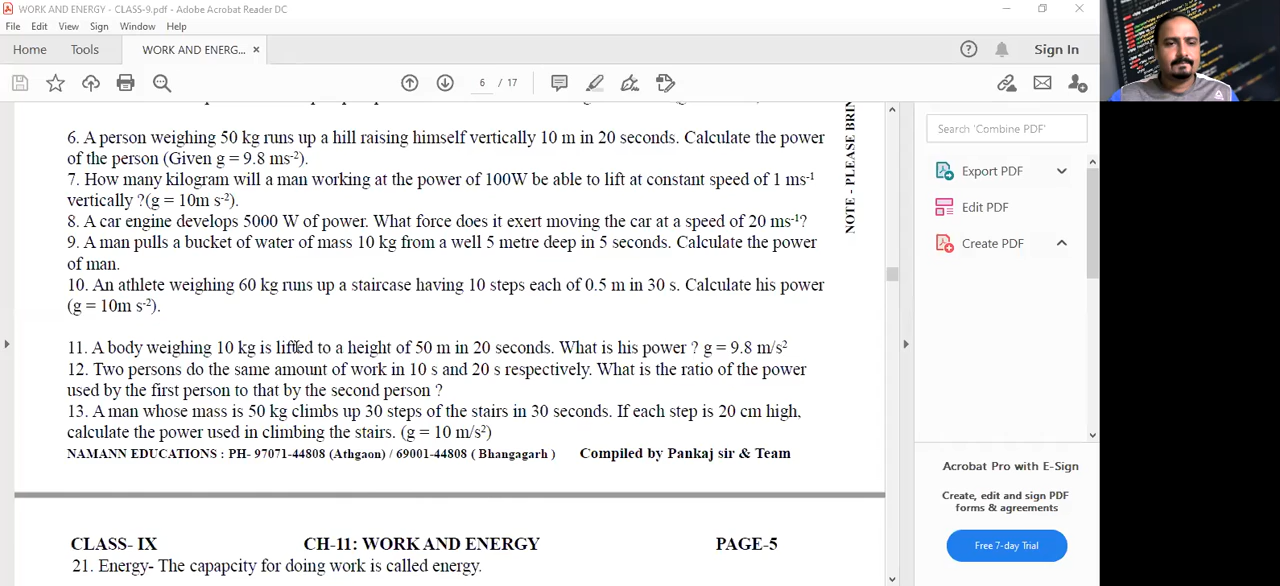 WORK AND ENERGY - CLASS-9.pdf - Adobe Acrobat Reader DC
File Edit View Sign Window Help
Home Tools WORK AND ENERG... ×
6 / 17
Sign In
6. A person weighing 50 kg runs up a hill raising himself vertically 10 m in 20 seconds. Calculate the power
of the person (Given g = 9.8 ms⁻²).
7. How many kilogram will a man working at the power of 100W be able to lift at constant speed of 1 ms⁻¹
vertically ?(g = 10m s⁻²).
8. A car engine develops 5000 W of power. What force does it exert moving the car at a speed of 20 ms⁻¹?
9. A man pulls a bucket of water of mass 10 kg from a well 5 metre deep in 5 seconds. Calculate the power
of man.
10. An athlete weighing 60 kg runs up a staircase having 10 steps each of 0.5 m in 30 s. Calculate his power
(g = 10m s⁻²).
11. A body weighing 10 kg is lifted to a height of 50 m in 20 seconds. What is his power ? g = 9.8 m/s²
12. Two persons do the same amount of work in 10 s and 20 s respectively. What is the ratio of the power
used by the first person to that by the second person ?
13. A man whose mass is 50 kg climbs up 30 steps of the stairs in 30 seconds. If each step is 20 cm high,
calculate the power used in climbing the stairs. (g = 10 m/s²)
NAMANN EDUCATIONS : PH- 97071-44808 (Athgaon) / 69001-44808 ( Bhangagarh ) Compiled by Pankaj sir & Team
CLASS- IX CH-11: WORK AND ENERGY PAGE-5
21. Energy- The capapcity for doing work is called energy.
NOTE - PLEASE BRIN
Search 'Combine PDF'
Export PDF
Edit PDF
Create PDF
Acrobat Pro with E-Sign
Create, edit and sign PDF
forms & agreements
Free 7-day Trial